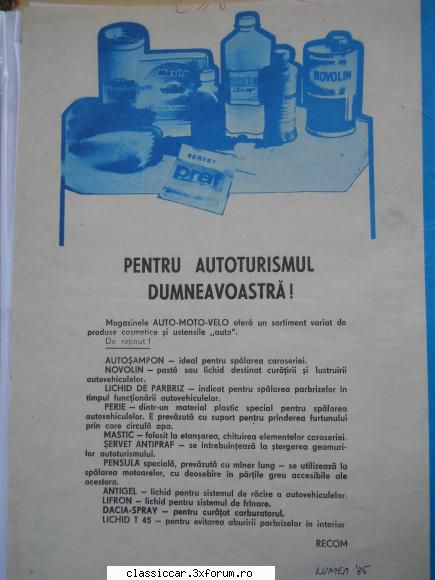 NOVOLIN
Mastic
SERVET
praf
PENTRU AUTOTURISMUL
DUMNEAVOASTRĂ !
Magazinele AUTO-MOTO-VELO oferă un sortiment variat de
produse cosmetice și ustensile „auto".
De reținut !
AUTOȘAMPON – ideal pentru spălarea caroseriei.
NOVOLIN – pastă sau lichid destinat curățirii și lustruirii
autovehiculelor.
LICHID DE PARBRIZ – indicat pentru spălarea parbrizelor în
timpul funcționării autovehiculelor.
PERIE – dintr-un material plastic special pentru spălarea
autovehiculelor. E prevăzută cu suport pentru prinderea furtunului
prin care circulă apa.
MASTIC – folosit la etanșarea, chituirea elementelor caroseriei.
ȘERVET ANTIPRAF – se întrebuințează la ștergerea geamuri-
lor autoturismului.
PENSULA specială, prevăzută cu mîner lung – se utilizează la
spălarea motoarelor, cu deosebire în părțile greu accesibile ale
acestora.
ANTIGEL – lichid pentru sistemul de răcire a autovehiculelor.
LIFRON – lichid pentru sistemul de frînare.
DACIA-SPRAY – pentru curățat carburatorul.
LICHID T 45 – pentru evitarea aburirii parbrizelor în interior
RECOM
LUMEA '86
classiccar.3xforum.ro